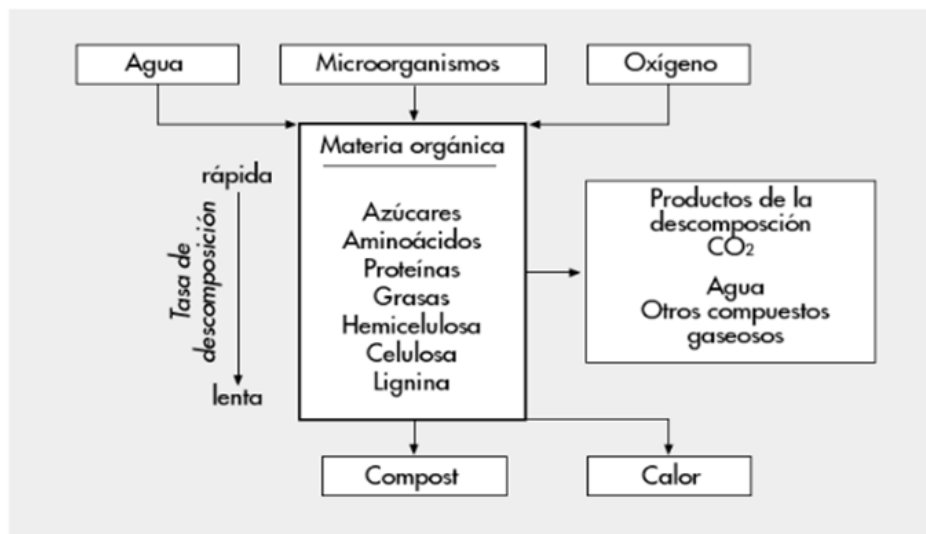 Agua
Microorganismos
Oxígeno
Materia orgánica
rápida
Tasa de
descomposición
lenta
Azúcares
Aminoácidos
Proteínas
Grasas
Hemicelulosa
Celulosa
Lignina
Productos de la
descomposción
CO₂
Agua
Otros compuestos
gaseosos
Compost
Calor